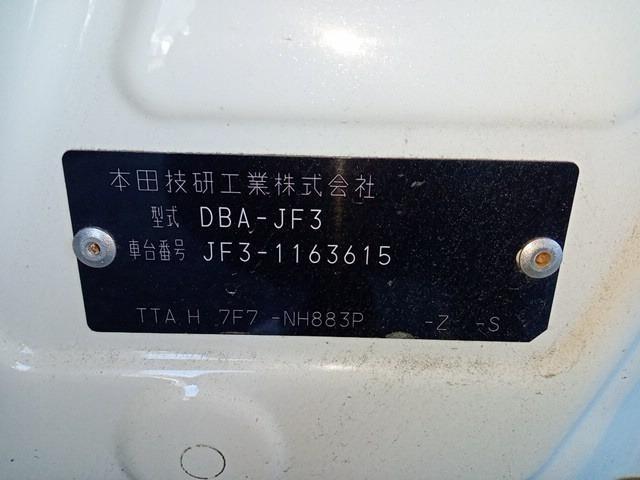 本田技研工業株式会社
型式 DBA-JF3
車台番号 JF3-1163615
TTA H 7F7 -NH883P -Z -S